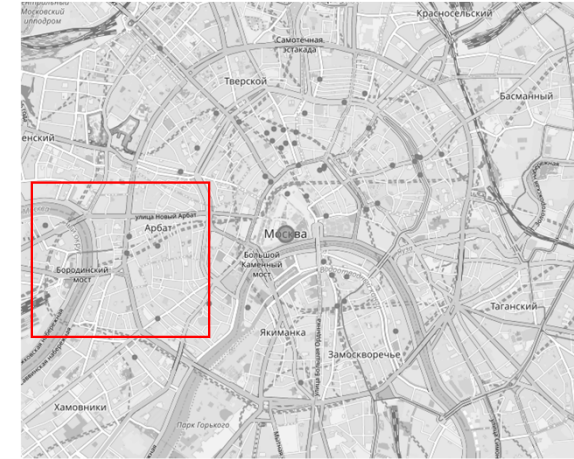 Московский
ипподром
Красносельский
Самотечная
эстакада
Тверской
Басманный
енский
улица Новый Арбат
Арбат
Москва
Бородинский
мост
Большой
Каменный
мост
Таганский
Якиманка
Замоскворечье
улица Большая Ордынка
Хамовники
Парк Горького